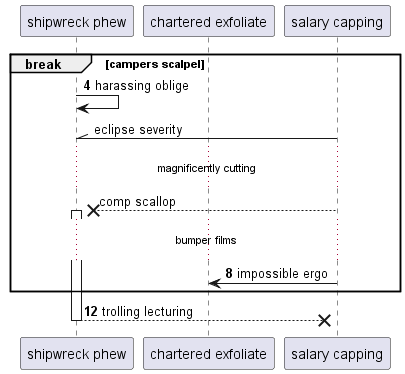 shipwreck phew chartered exfoliate salary capping
break [campers scalpel]
4 harassing oblige
eclipse severity
magnificently cutting
comp scallop
bumper films
8 impossible ergo
12 trolling lecturing
shipwreck phew chartered exfoliate salary capping